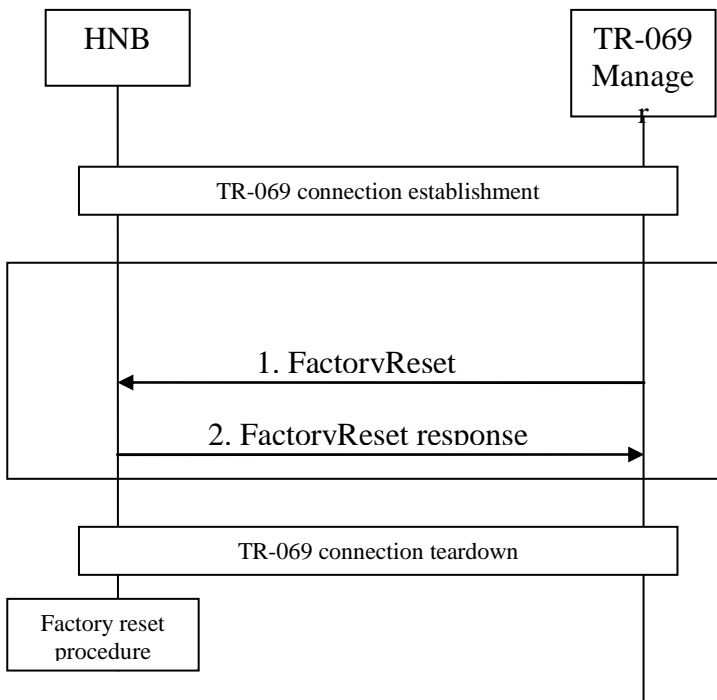 HNB
TR-069
Manage
r
TR-069 connection establishment
1. FactoryReset
2. FactoryReset response
TR-069 connection teardown
Factory reset
procedure